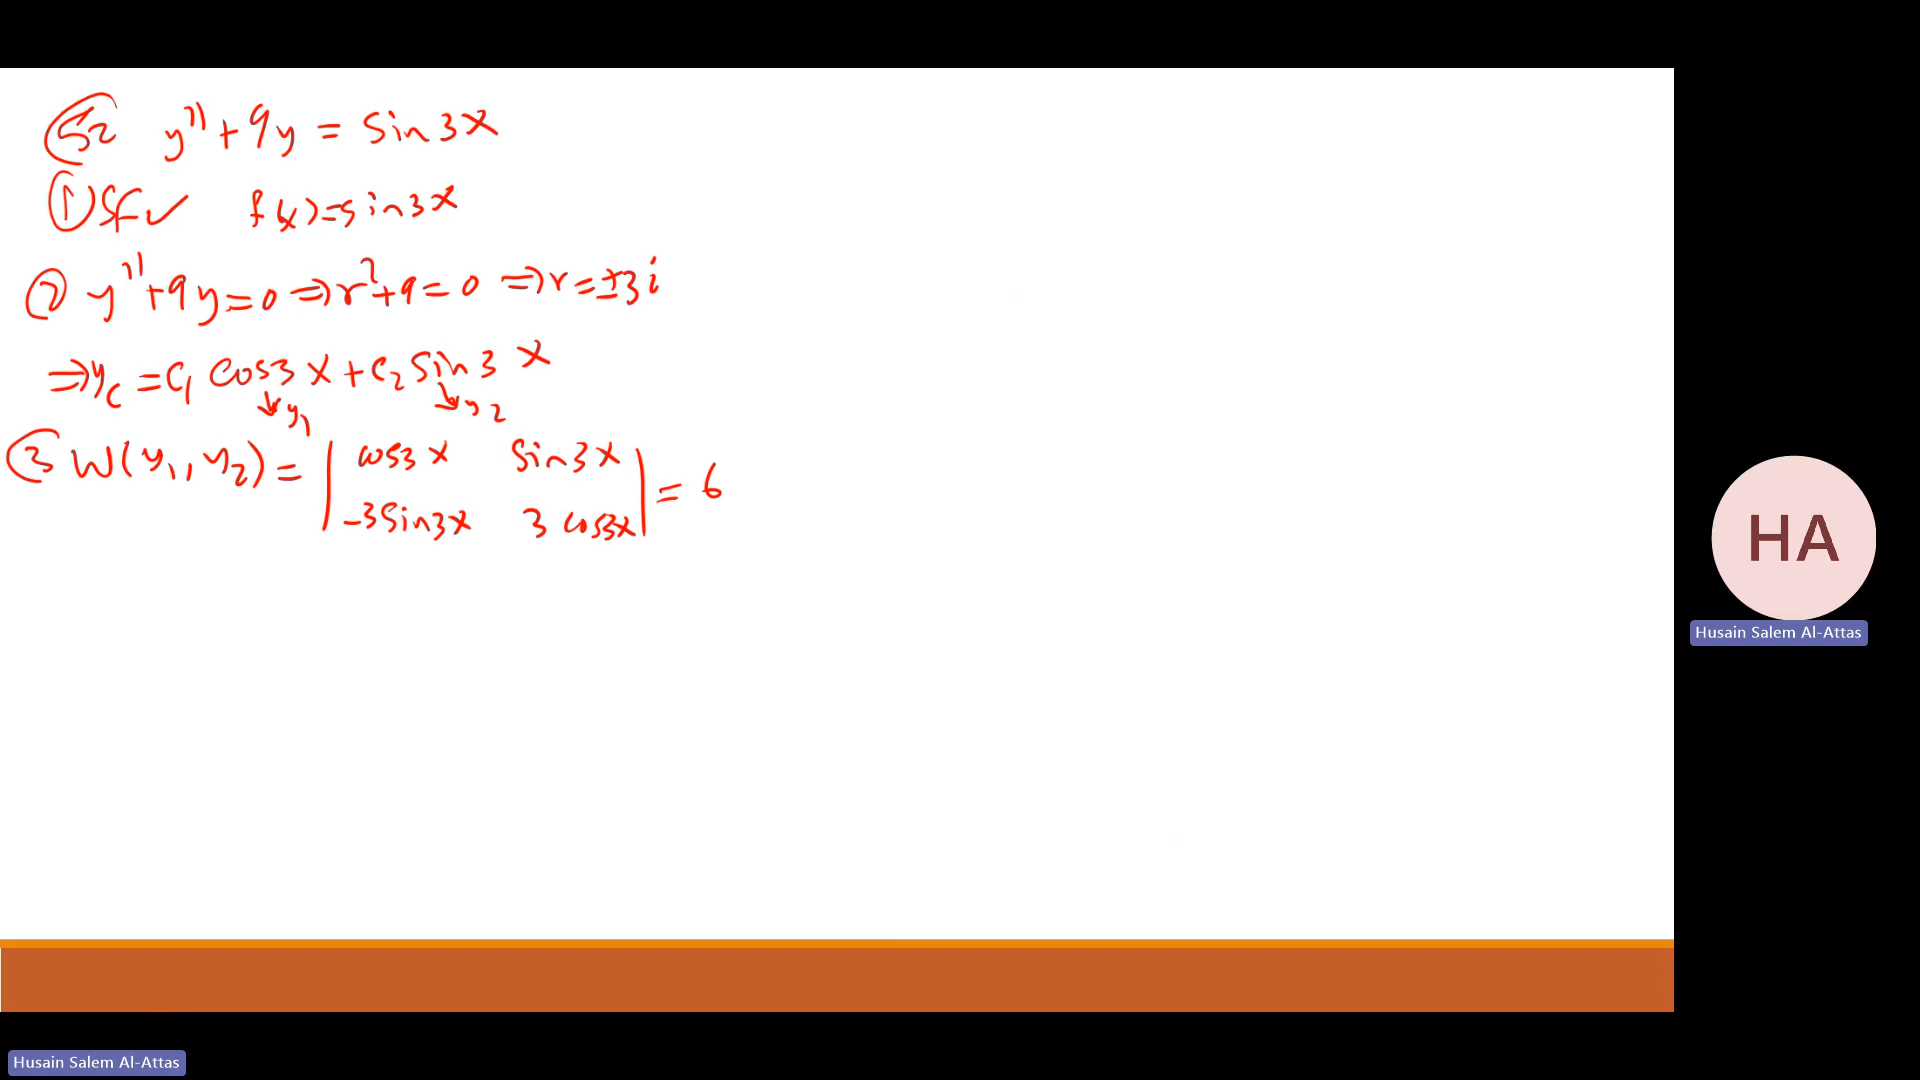 52 y'' + 9y = sin 3x
① SF ✓ f(x) = sin 3x
② y'' + 9y = 0 ⇒ r² + 9 = 0 ⇒ r = ±3i
⇒ y_c = C₁ cos 3x + C₂ sin 3x
↘ y₁ ↘ y₂
③ W(y₁, y₂) = | cos 3x sin 3x | = 6
| -3 sin 3x 3 cos 3x |
HA
Husain Salem Al-Attas
Husain Salem Al-Attas